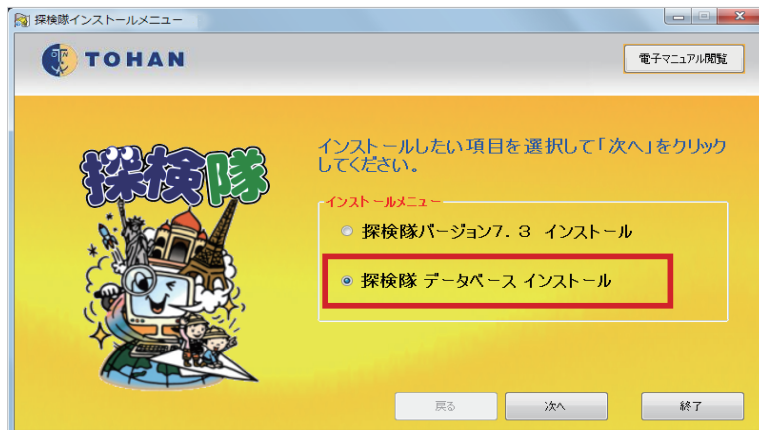 探検隊インストールメニュー
TOHAN
電子マニュアル閲覧
探検隊
インストールしたい項目を選択して「次へ」をクリック
してください。
インストールメニュー
探検隊バージョン7.3 インストール
探検隊 データベース インストール
戻る
次へ
終了